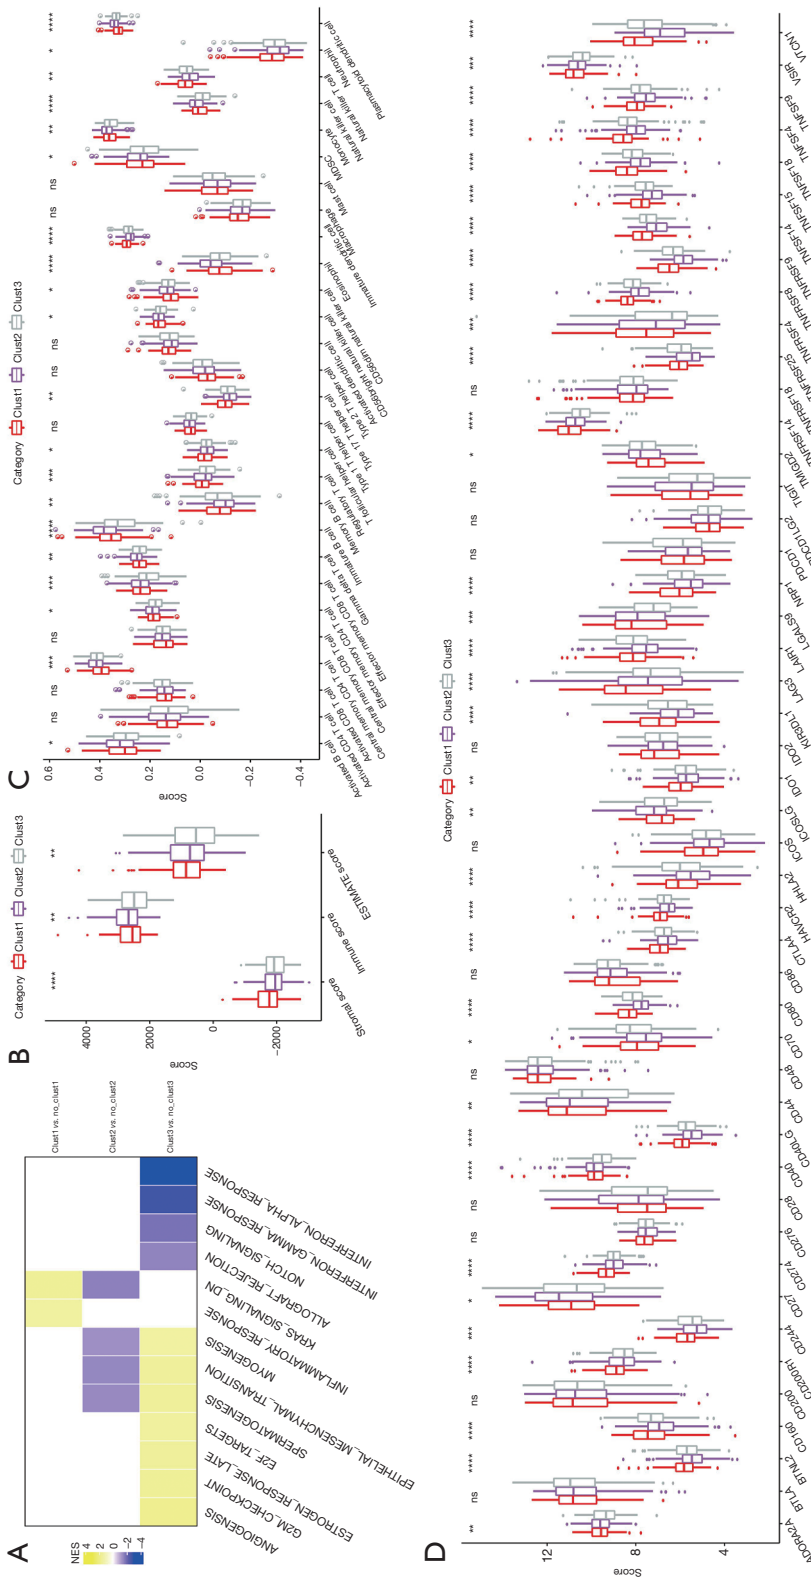 A
NES
4
2
0
−2
−4
Clust1 vs. no_clust1
Clust2 vs. no_clust2
Clust3 vs. no_clust3
ANGIOGENSIS
G2M_CHECKPOINT
ESTROGEN_RESPONSE_LATE
E2F_TARGETS
SPERMATOGENESIS
EPITHELIAL_MESENCHYMAL_TRANSITION
MYOGENESIS
INFLAMMATORY_RESPONSE
KRAS_SIGNALING_DN
ALLOGRAFT_REJECTION
NOTCH_SIGNALING
INTERFERON_GAMMA_RESPONSE
INTERFERON_ALPHA_RESPONSE
B
Category Clust1 Clust2 Clust3
Score
4000
2000
0
−2000
**** ** **
Stromal score
Immune score
ESTIMATE score
C
Category Clust1 Clust2 Clust3
Score
0.6
0.4
0.2
0.0
−0.2
−0.4
Activated B cell
Activated CD4 T cell
Activated CD8 T cell
Central memory CD4 T cell
Central memory CD8 T cell
Effector memory CD4 T cell
Effector memory CD8 T cell
Gamma delta T cell
Immature B cell
Memory B cell
Regulatory T cell
T follicular helper cell
Type 1 T helper cell
Type 17 T helper cell
Type 2 T helper cell
Activated dendritic cell
CD56bright natural killer cell
CD56dim natural killer cell
Eosinophil
Immature dendritic cell
Macrophage
Mast cell
MDSC
Monocyte
Natural killer cell
Natural killer T cell
Neutrophil
Plasmacytoid dendritic cell
D
Category Clust1 Clust2 Clust3
Score
12
8
4
ADORA2A
BTLA
BTNL2
CD160
CD200
CD200R1
CD244
CD27
CD274
CD276
CD28
CD40
CD40LG
CD44
CD48
CD70
CD80
CD86
CTLA4
HAVCR2
HHLA2
ICOS
ICOSLG
IDO1
IDO2
KIR3DL1
LAG3
LAIR1
LGALS9
NRP1
PDCD1
PDCD1LG2
TIGIT
TMIGD2
TNFRSF14
TNFRSF18
TNFRSF25
TNFRSF4
TNFRSF8
TNFRSF9
TNFSF14
TNFSF15
TNFSF18
TNFSF4
TNFSF9
VSIR
VTCN1